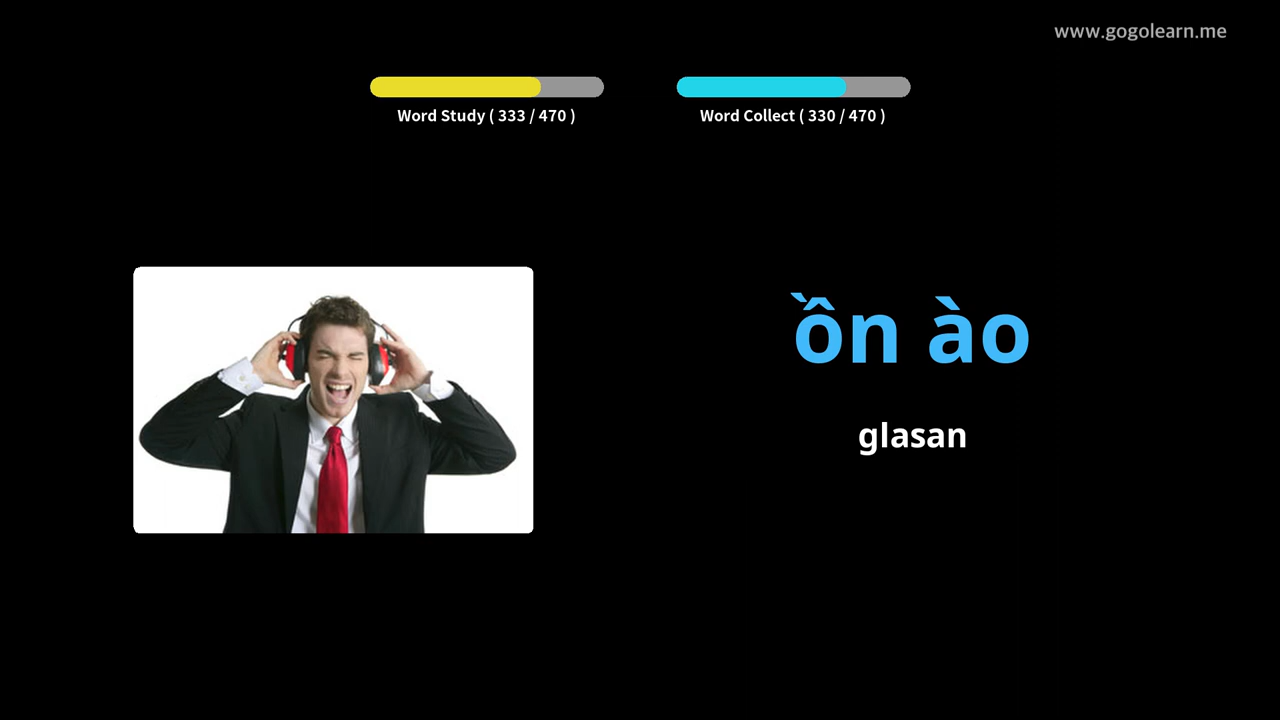 www.gogolearn.me
Word Study ( 333 / 470 )
Word Collect ( 330 / 470 )
ồn ào
glasan